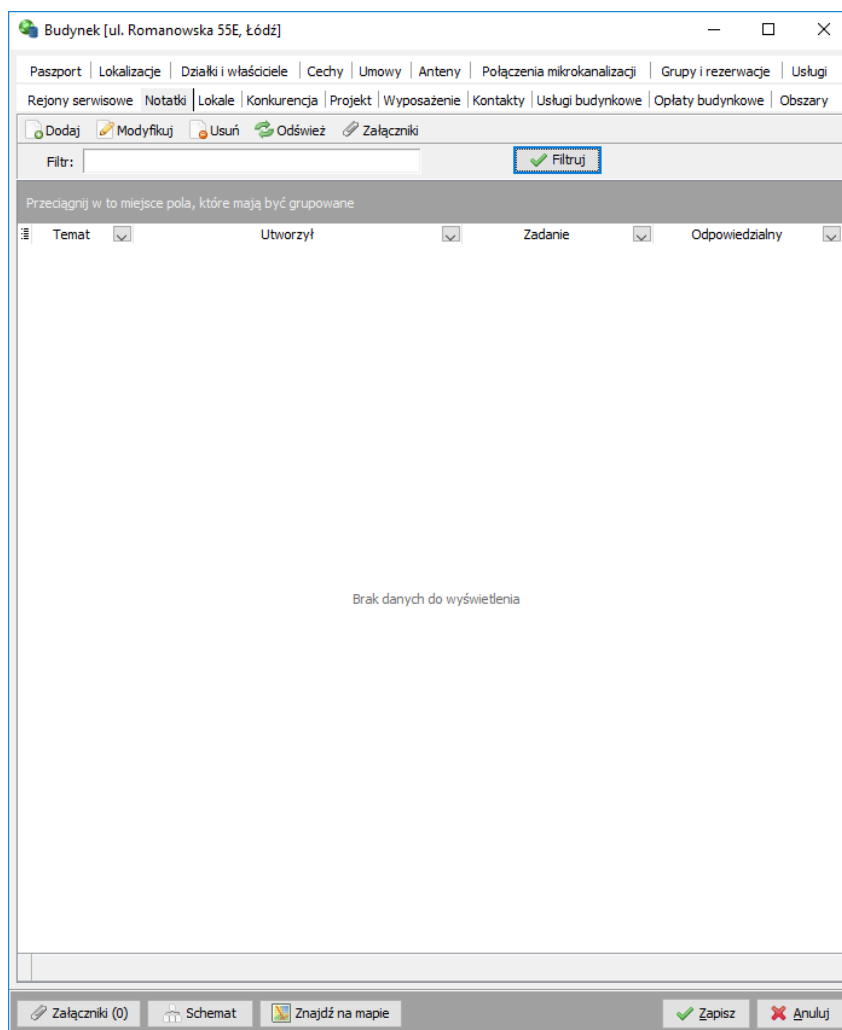 Budynek [ul. Romanowska 55E, Łódź]
Paszport Lokalizacje Działki i właściciele Cechy Umowy Anteny Połączenia mikrokanalizacji Grupy i rezerwacje Usługi
Rejony serwisowe Notatki Lokale Konkurencja Projekt Wyposażenie Kontakty Usługi budynkowe Opłaty budynkowe Obszary
Dodaj Modyfikuj Usuń Odśwież Załączniki
Filtr: Filtruj
Przeciągnij w to miejsce pola, które mają być grupowane
Temat Utworzył Zadanie Odpowiedzialny
Brak danych do wyświetlenia
Załączniki (0) Schemat Znajdź na mapie Zapisz Anuluj